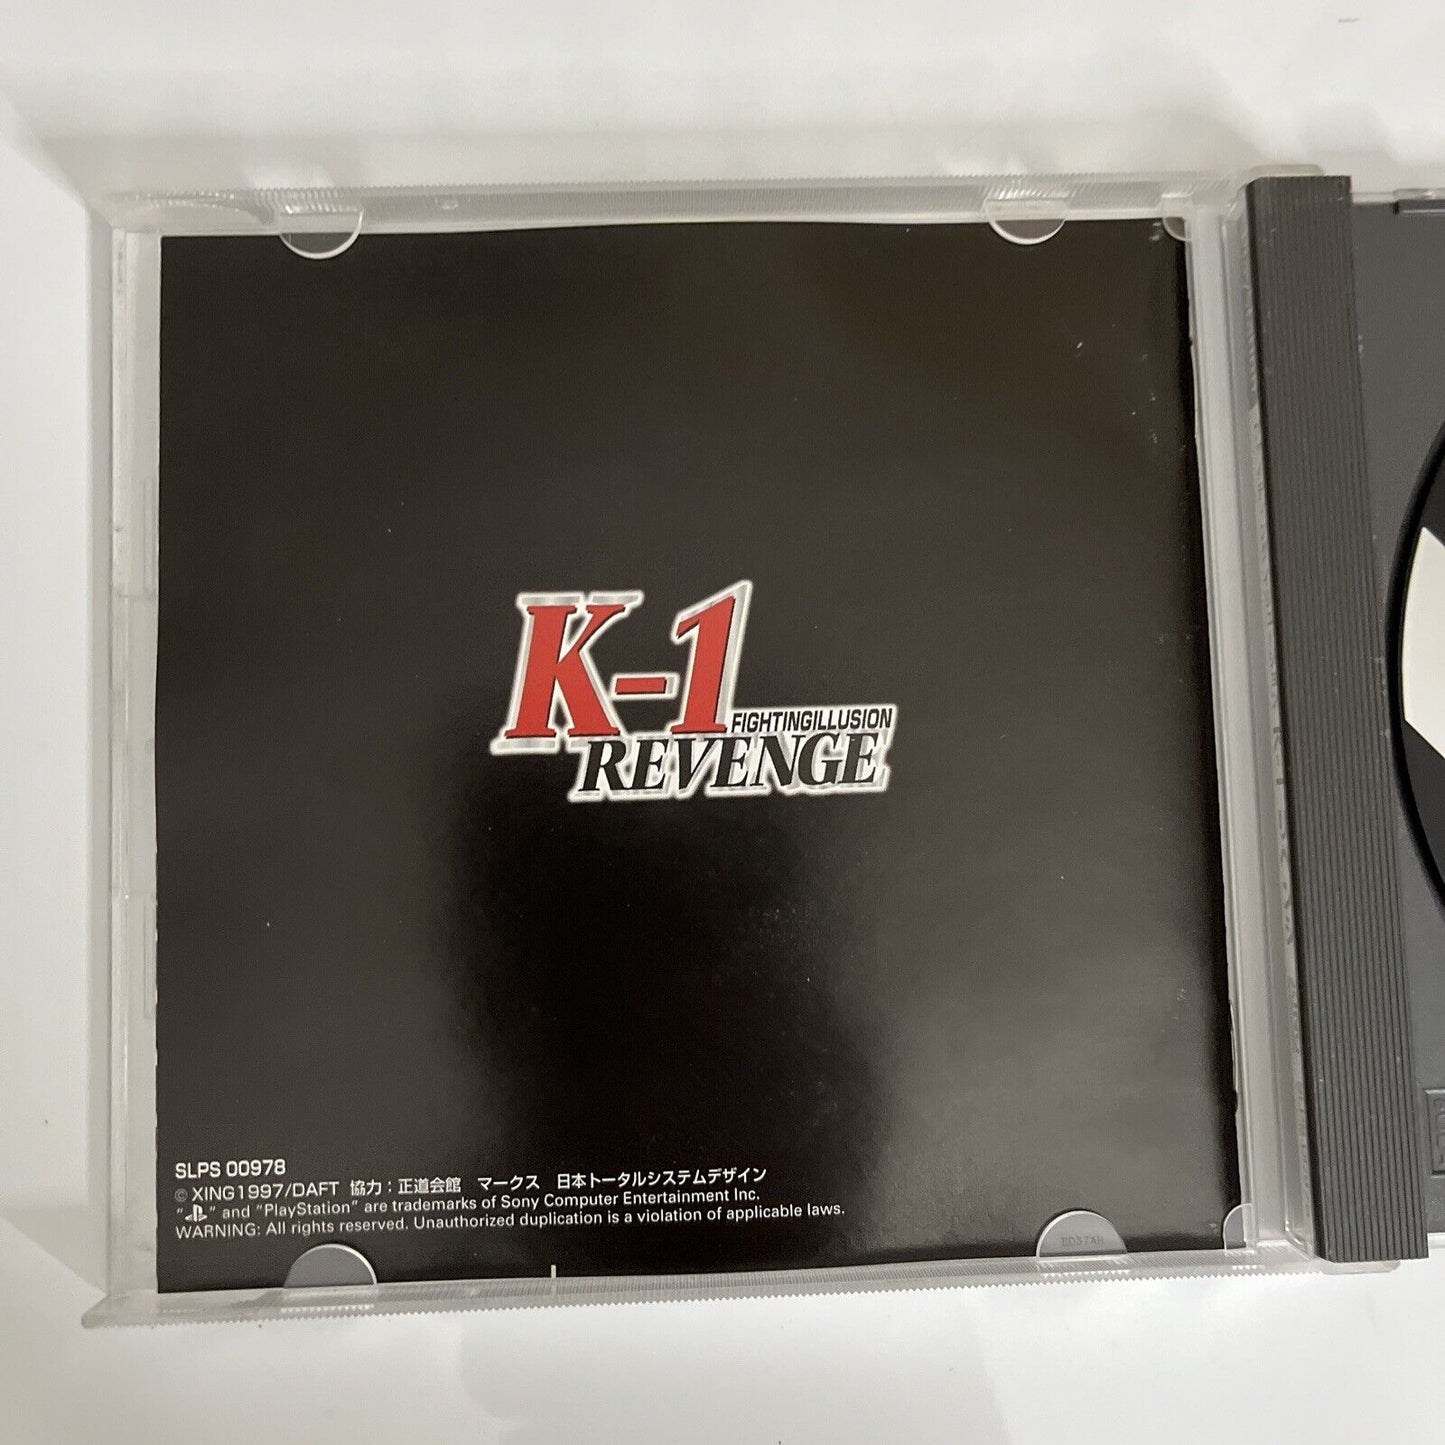 K-1
FIGHTINGILLUSION
REVENGE
SLPS 00978
© XING1997/DAFT 協力：正道会館 マークス 日本トータルシステムデザイン
" " and "PlayStation" are trademarks of Sony Computer Entertainment Inc.
WARNING: All rights reserved. Unauthorized duplication is a violation of applicable laws.